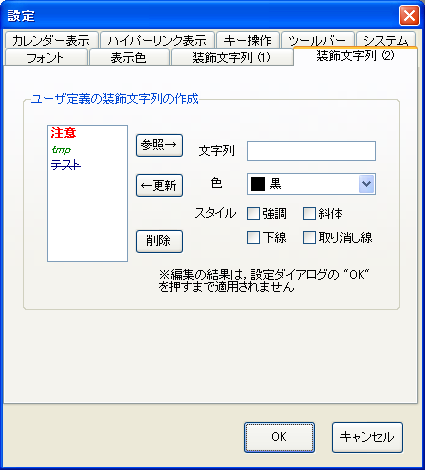 設定
カレンダー表示 ハイパーリンク表示 キー操作 ツールバー システム
フォント 表示色 装飾文字列 (1) 装飾文字列 (2)
ユーザ定義の装飾文字列の作成
注意
tmp
テスト
参照→
←更新
削除
文字列
色 黒
スタイル 強調 斜体
下線 取り消し線
※編集の結果は，設定ダイアログの "OK"
を押すまで適用されません
OK キャンセル